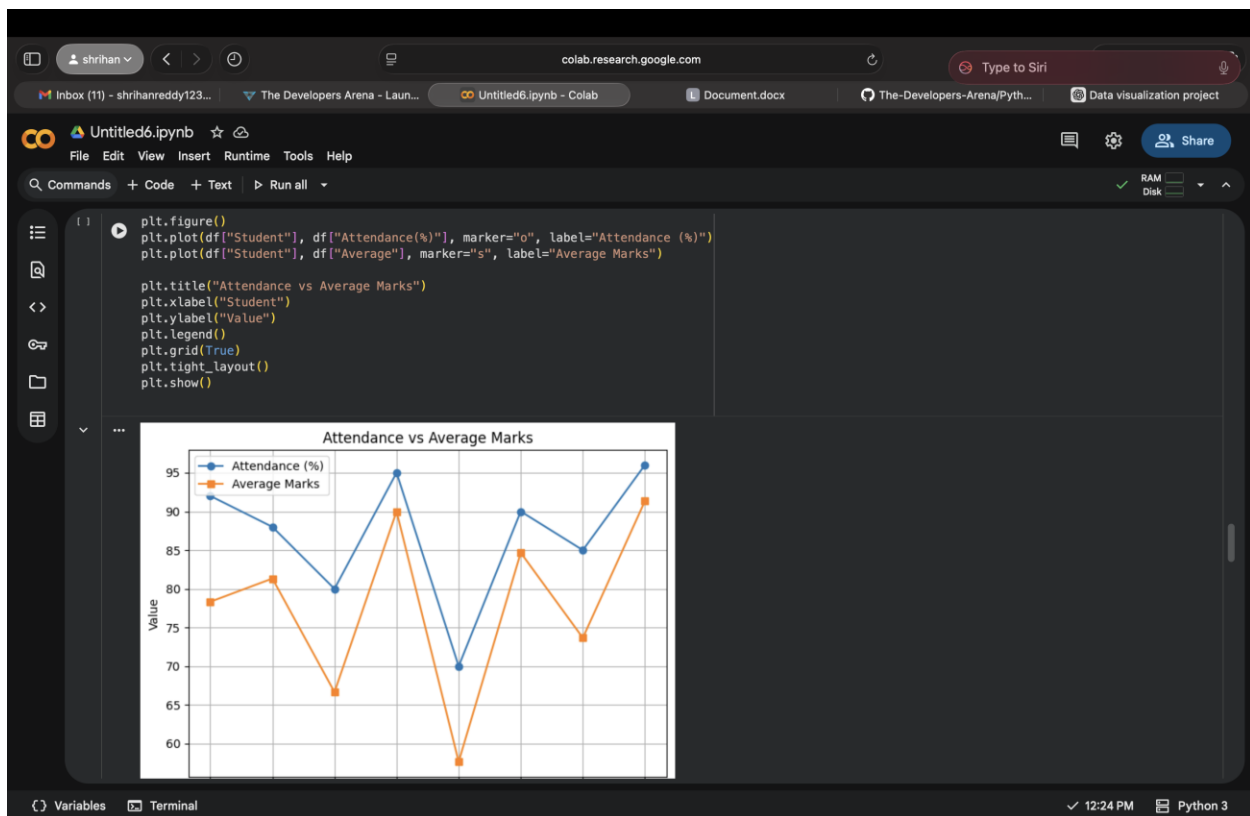 shrihan
colab.research.google.com
Type to Siri
Inbox (11) - shrihanreddy123...
The Developers Arena - Laun...
Untitled6.ipynb - Colab
L Document.docx
The-Developers-Arena/Pyth...
Data visualization project
Untitled6.ipynb
File Edit View Insert Runtime Tools Help
Share
Commands + Code + Text Run all
RAM
Disk
[ ]
plt.figure()
plt.plot(df["Student"], df["Attendance(%)"], marker="o", label="Attendance (%)")
plt.plot(df["Student"], df["Average"], marker="s", label="Average Marks")
plt.title("Attendance vs Average Marks")
plt.xlabel("Student")
plt.ylabel("Value")
plt.legend()
plt.grid(True)
plt.tight_layout()
plt.show()
Attendance vs Average Marks
Attendance (%)
Average Marks
95
90
85
80
75
70
65
60
Value
Variables Terminal
12:24 PM Python 3